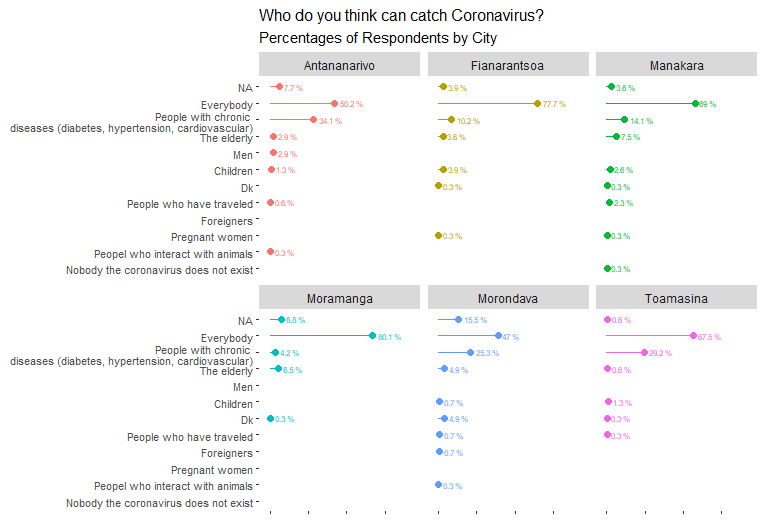 Who do you think can catch Coronavirus?
Percentages of Respondents by City
Antananarivo Fianarantsoa Manakara
NA 7.7 % 3.9 % 3.6 %
Everybody 50.2 % 77.7 % 69 %
People with chronic
diseases (diabetes, hypertension, cardiovascular) 34.1 % 10.2 % 14.1 %
The elderly 2.9 % 3.6 % 7.5 %
Men 2.9 %
Children 1.3 % 3.9 % 2.6 %
Dk 0.3 % 0.3 %
People who have traveled 0.6 % 2.3 %
Foreigners
Pregnant women 0.3 % 0.3 %
Peopel who interact with animals 0.3 %
Nobody the coronavirus does not exist 0.3 %
Moramanga Morondava Toamasina
NA 8.8 % 15.5 % 0.6 %
Everybody 80.1 % 47 % 67.5 %
People with chronic
diseases (diabetes, hypertension, cardiovascular) 4.2 % 25.3 % 29.2 %
The elderly 6.5 % 4.9 % 0.6 %
Men
Children 0.7 % 1.3 %
Dk 0.3 % 4.9 % 0.3 %
People who have traveled 0.7 % 0.3 %
Foreigners 0.7 %
Pregnant women
Peopel who interact with animals 0.3 %
Nobody the coronavirus does not exist